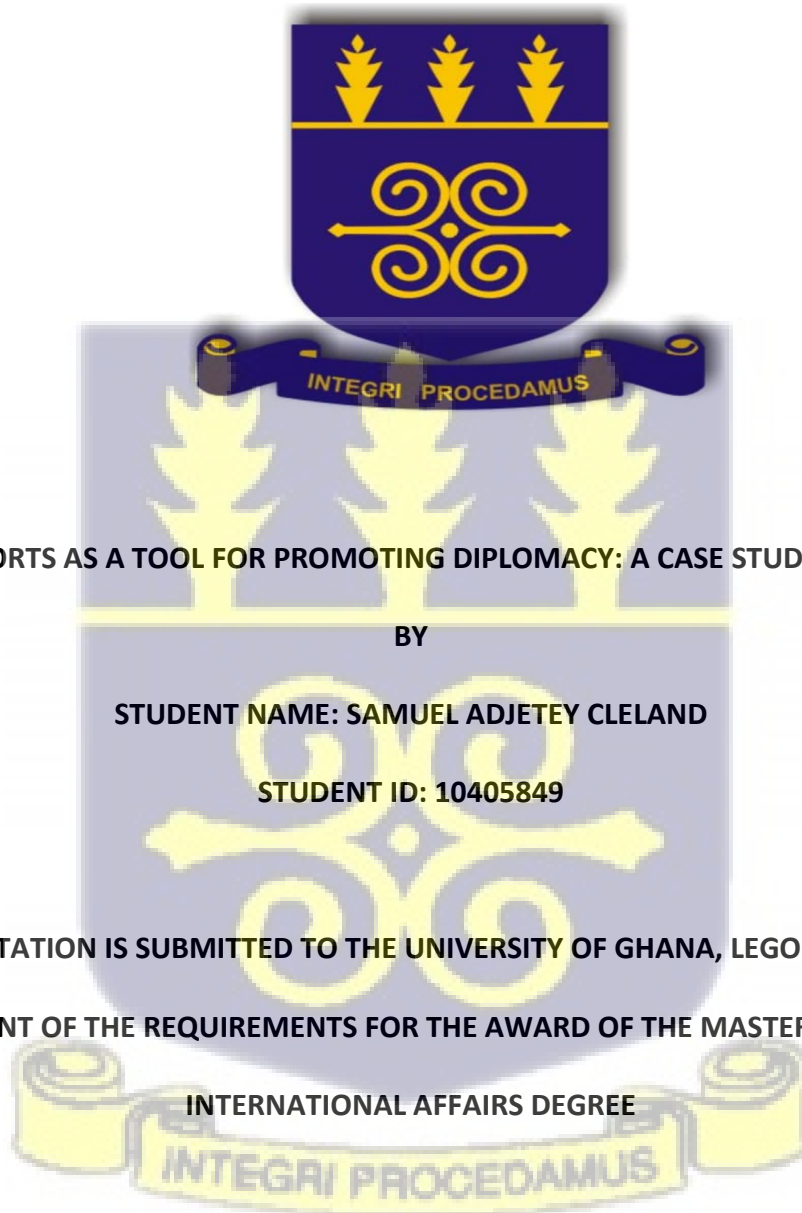 INTEGRI PROCEDAMUS
RTS AS A TOOL FOR PROMOTING DIPLOMACY: A CASE STUD
BY
STUDENT NAME: SAMUEL ADJETEY CLELAND
STUDENT ID: 10405849
TATION IS SUBMITTED TO THE UNIVERSITY OF GHANA, LEGO
NT OF THE REQUIREMENTS FOR THE AWARD OF THE MASTER
INTERNATIONAL AFFAIRS DEGREE
INTEGRI PROCEDAMUS